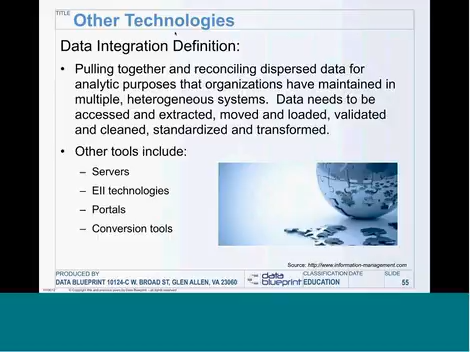 TITLE
Other Technologies
Data Integration Definition:
• Pulling together and reconciling dispersed data for
analytic purposes that organizations have maintained in
multiple, heterogeneous systems. Data needs to be
accessed and extracted, moved and loaded, validated
and cleaned, standardized and transformed.
• Other tools include:
– Servers
– EII technologies
– Portals
– Conversion tools
Source: http://www.information-management.com
PRODUCED BY
CLASSIFICATION DATE
SLIDE
DATA BLUEPRINT 10124-C W. BROAD ST, GLEN ALLEN, VA 23060
data
blueprint
EDUCATION
55